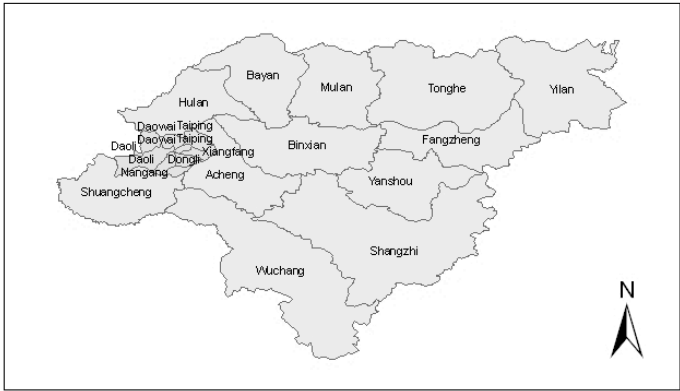 Bayan
Mulan
Tonghe
Yilan
Hulan
Daowai Taiping
Daowai Taiping
Daoli
Binxian
Fangzheng
Xiangfang
Daoli
Dongli
Nangang
Acheng
Yanshou
Shuangcheng
Shangzhi
Wuchang
N